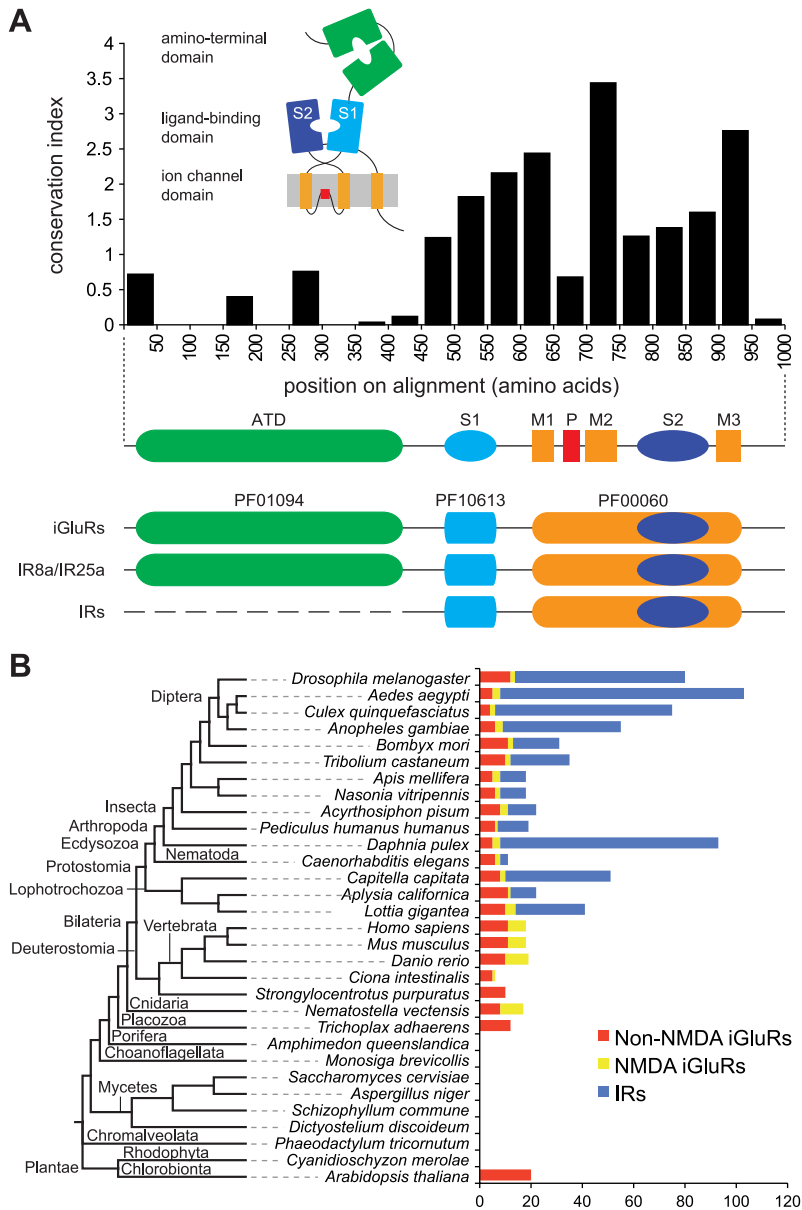 A
amino-terminal
domain
ligand-binding
domain
ion channel
domain
S2
S1
conservation index
4
3.5
3
2.5
2
1.5
1
0.5
0
50
100
150
200
250
300
350
400
450
500
550
600
650
700
750
800
850
900
950
1000
position on alignment (amino acids)
ATD
S1
M1
P
M2
S2
M3
PF01094
PF10613
PF00060
iGluRs
IR8a/IR25a
IRs
B
Diptera
Insecta
Arthropoda
Ecdysozoa
Nematoda
Protostomia
Lophotrochozoa
Bilateria
Vertebrata
Deuterostomia
Cnidaria
Placozoa
Porifera
Choanoflagellata
Mycetes
Chromalveolata
Rhodophyta
Plantae
Chlorobionta
Drosophila melanogaster
Aedes aegypti
Culex quinquefasciatus
Anopheles gambiae
Bombyx mori
Tribolium castaneum
Apis mellifera
Nasonia vitripennis
Acyrthosiphon pisum
Pediculus humanus humanus
Daphnia pulex
Caenorhabditis elegans
Capitella capitata
Aplysia californica
Lottia gigantea
Homo sapiens
Mus musculus
Danio rerio
Ciona intestinalis
Strongylocentrotus purpuratus
Nematostella vectensis
Trichoplax adhaerens
Amphimedon queenslandica
Monosiga brevicollis
Saccharomyces cervisiae
Aspergillus niger
Schizophyllum commune
Dictyostelium discoideum
Phaeodactylum tricornutum
Cyanidioschyzon merolae
Arabidopsis thaliana
Non-NMDA iGluRs
NMDA iGluRs
IRs
0
20
40
60
80
100
120